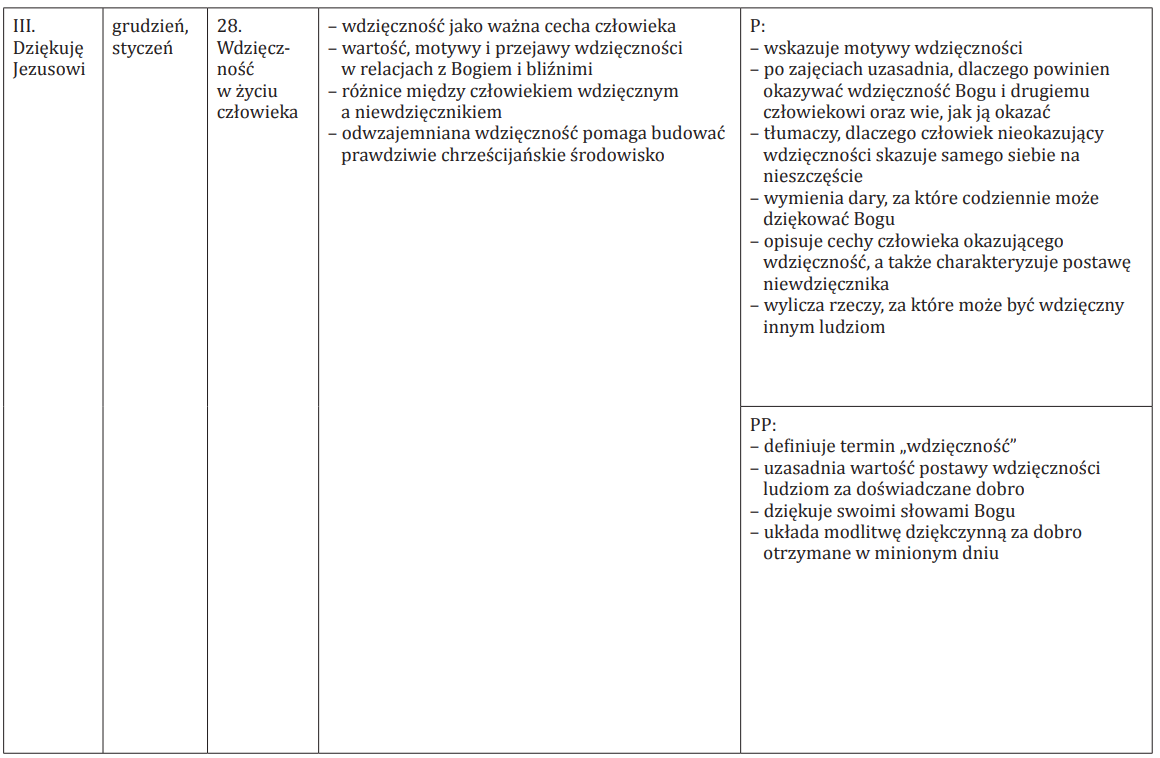 III.
Dziękuję
Jezusowi
grudzień,
styczeń
28.
Wdzięcz-
ność
w życiu
człowieka
– wdzięczność jako ważna cecha człowieka
– wartość, motywy i przejawy wdzięczności
w relacjach z Bogiem i bliźnimi
– różnice między człowiekiem wdzięcznym
a niewdzięcznikiem
– odwzajemniana wdzięczność pomaga budować
prawdziwie chrześcijańskie środowisko
P:
– wskazuje motywy wdzięczności
– po zajęciach uzasadnia, dlaczego powinien
okazywać wdzięczność Bogu i drugiemu
człowiekowi oraz wie, jak ją okazać
– tłumaczy, dlaczego człowiek nieokazujący
wdzięczności skazuje samego siebie na
nieszczęście
– wymienia dary, za które codziennie może
dziękować Bogu
– opisuje cechy człowieka okazującego
wdzięczność, a także charakteryzuje postawę
niewdzięcznika
– wylicza rzeczy, za które może być wdzięczny
innym ludziom
PP:
– definiuje termin „wdzięczność”
– uzasadnia wartość postawy wdzięczności
ludziom za doświadczane dobro
– dziękuje swoimi słowami Bogu
– układa modlitwę dziękczynną za dobro
otrzymane w minionym dniu